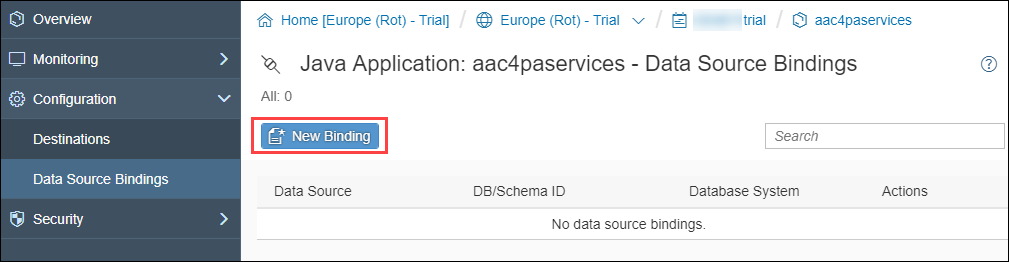 Overview
Monitoring
Configuration
Destinations
Data Source Bindings
Security
Home [Europe (Rot) - Trial] / Europe (Rot) - Trial / trial / aac4paservices
Java Application: aac4paservices - Data Source Bindings
All: 0
New Binding
Search
Data Source DB/Schema ID Database System Actions
No data source bindings.